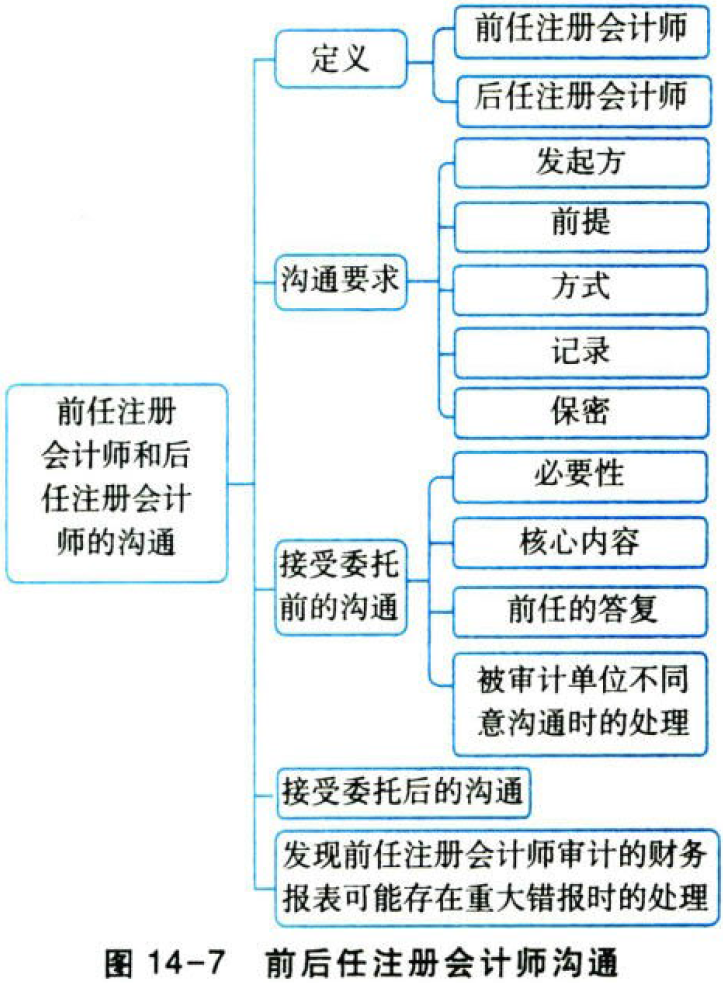 定义
前任注册会计师
后任注册会计师
沟通要求
发起方
前提
方式
记录
保密
前任注册
会计师和后
任注册会计
师的沟通
接受委托
前的沟通
必要性
核心内容
前任的答复
被审计单位不同
意沟通时的处理
接受委托后的沟通
发现前任注册会计师审计的财务
报表可能存在重大错报时的处理
图 14-7 前后任注册会计师沟通